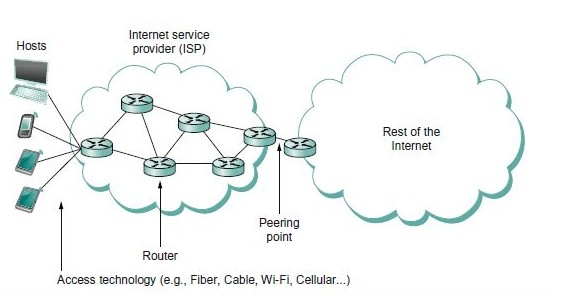 Hosts
Internet service
provider (ISP)
Rest of the
Internet
Peering
point
Router
Access technology (e.g., Fiber, Cable, Wi-Fi, Cellular...)